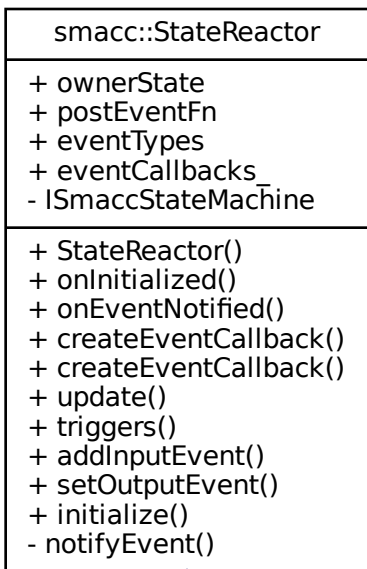 smacc::StateReactor
+ ownerState
+ postEventFn
+ eventTypes
+ eventCallbacks_
- ISmaccStateMachine
+ StateReactor()
+ onInitialized()
+ onEventNotified()
+ createEventCallback()
+ createEventCallback()
+ update()
+ triggers()
+ addInputEvent()
+ setOutputEvent()
+ initialize()
- notifyEvent()